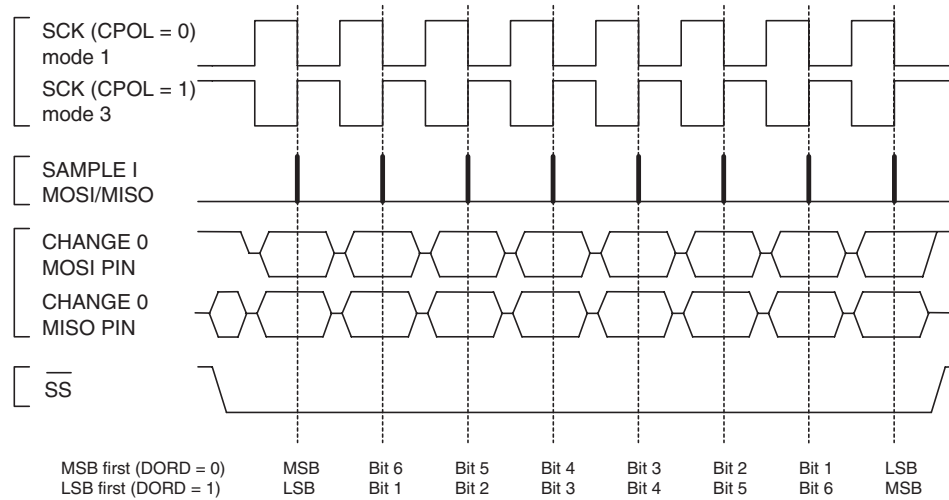 SCK (CPOL = 0)
mode 1
SCK (CPOL = 1)
mode 3
SAMPLE I
MOSI/MISO
CHANGE 0
MOSI PIN
CHANGE 0
MISO PIN
SS
MSB first (DORD = 0) MSB Bit 6 Bit 5 Bit 4 Bit 3 Bit 2 Bit 1 LSB
LSB first (DORD = 1) LSB Bit 1 Bit 2 Bit 3 Bit 4 Bit 5 Bit 6 MSB